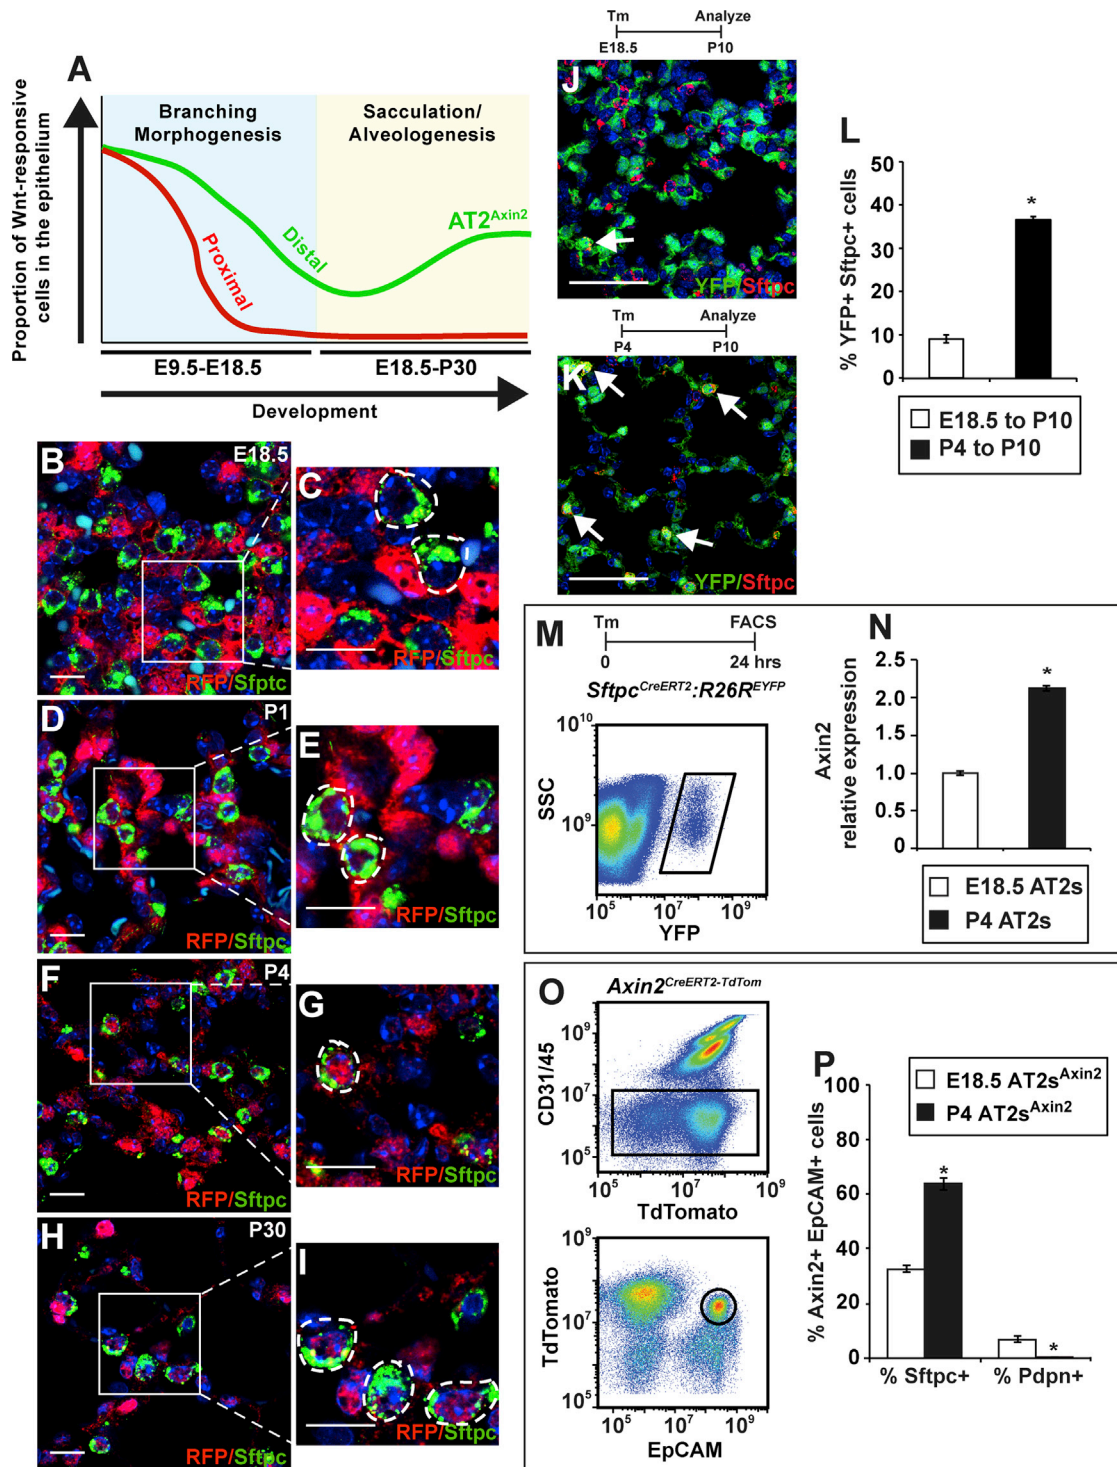 A
Proportion of Wnt-responsive
cells in the epithelium
Branching
Morphogenesis
Sacculation/
Alveologenesis
Proximal
Distal
AT2Axin2
E9.5-E18.5
E18.5-P30
Development
B
E18.5
RFP/Sfptc
C
RFP/Sftpc
D
P1
RFP/Sftpc
E
RFP/Sftpc
F
P4
RFP/Sftpc
G
RFP/Sftpc
H
P30
RFP/Sftpc
I
RFP/Sftpc
Tm
Analyze
E18.5
P10
J
YFP/Sftpc
Tm
Analyze
P4
P10
K
YFP/Sftpc
L
% YFP+ Sftpc+ cells
50
40
30
20
10
0
*
E18.5 to P10
P4 to P10
M
Tm
FACS
0
24 hrs
SftpcCreERT2:R26REYFP
SSC
10^10
10^9
10^5
10^7
10^9
YFP
N
Axin2
relative expression
2.5
2.0
1.5
1.0
0.5
0
*
E18.5 AT2s
P4 AT2s
O
Axin2CreERT2-TdTom
CD31/45
10^9
10^7
10^5
10^5
10^7
10^9
TdTomato
TdTomato
10^9
10^7
10^5
10^5
10^7
10^9
EpCAM
P
% Axin2+ EpCAM+ cells
100
80
60
40
20
0
E18.5 AT2sAxin2
P4 AT2sAxin2
*
*
% Sftpc+
% Pdpn+